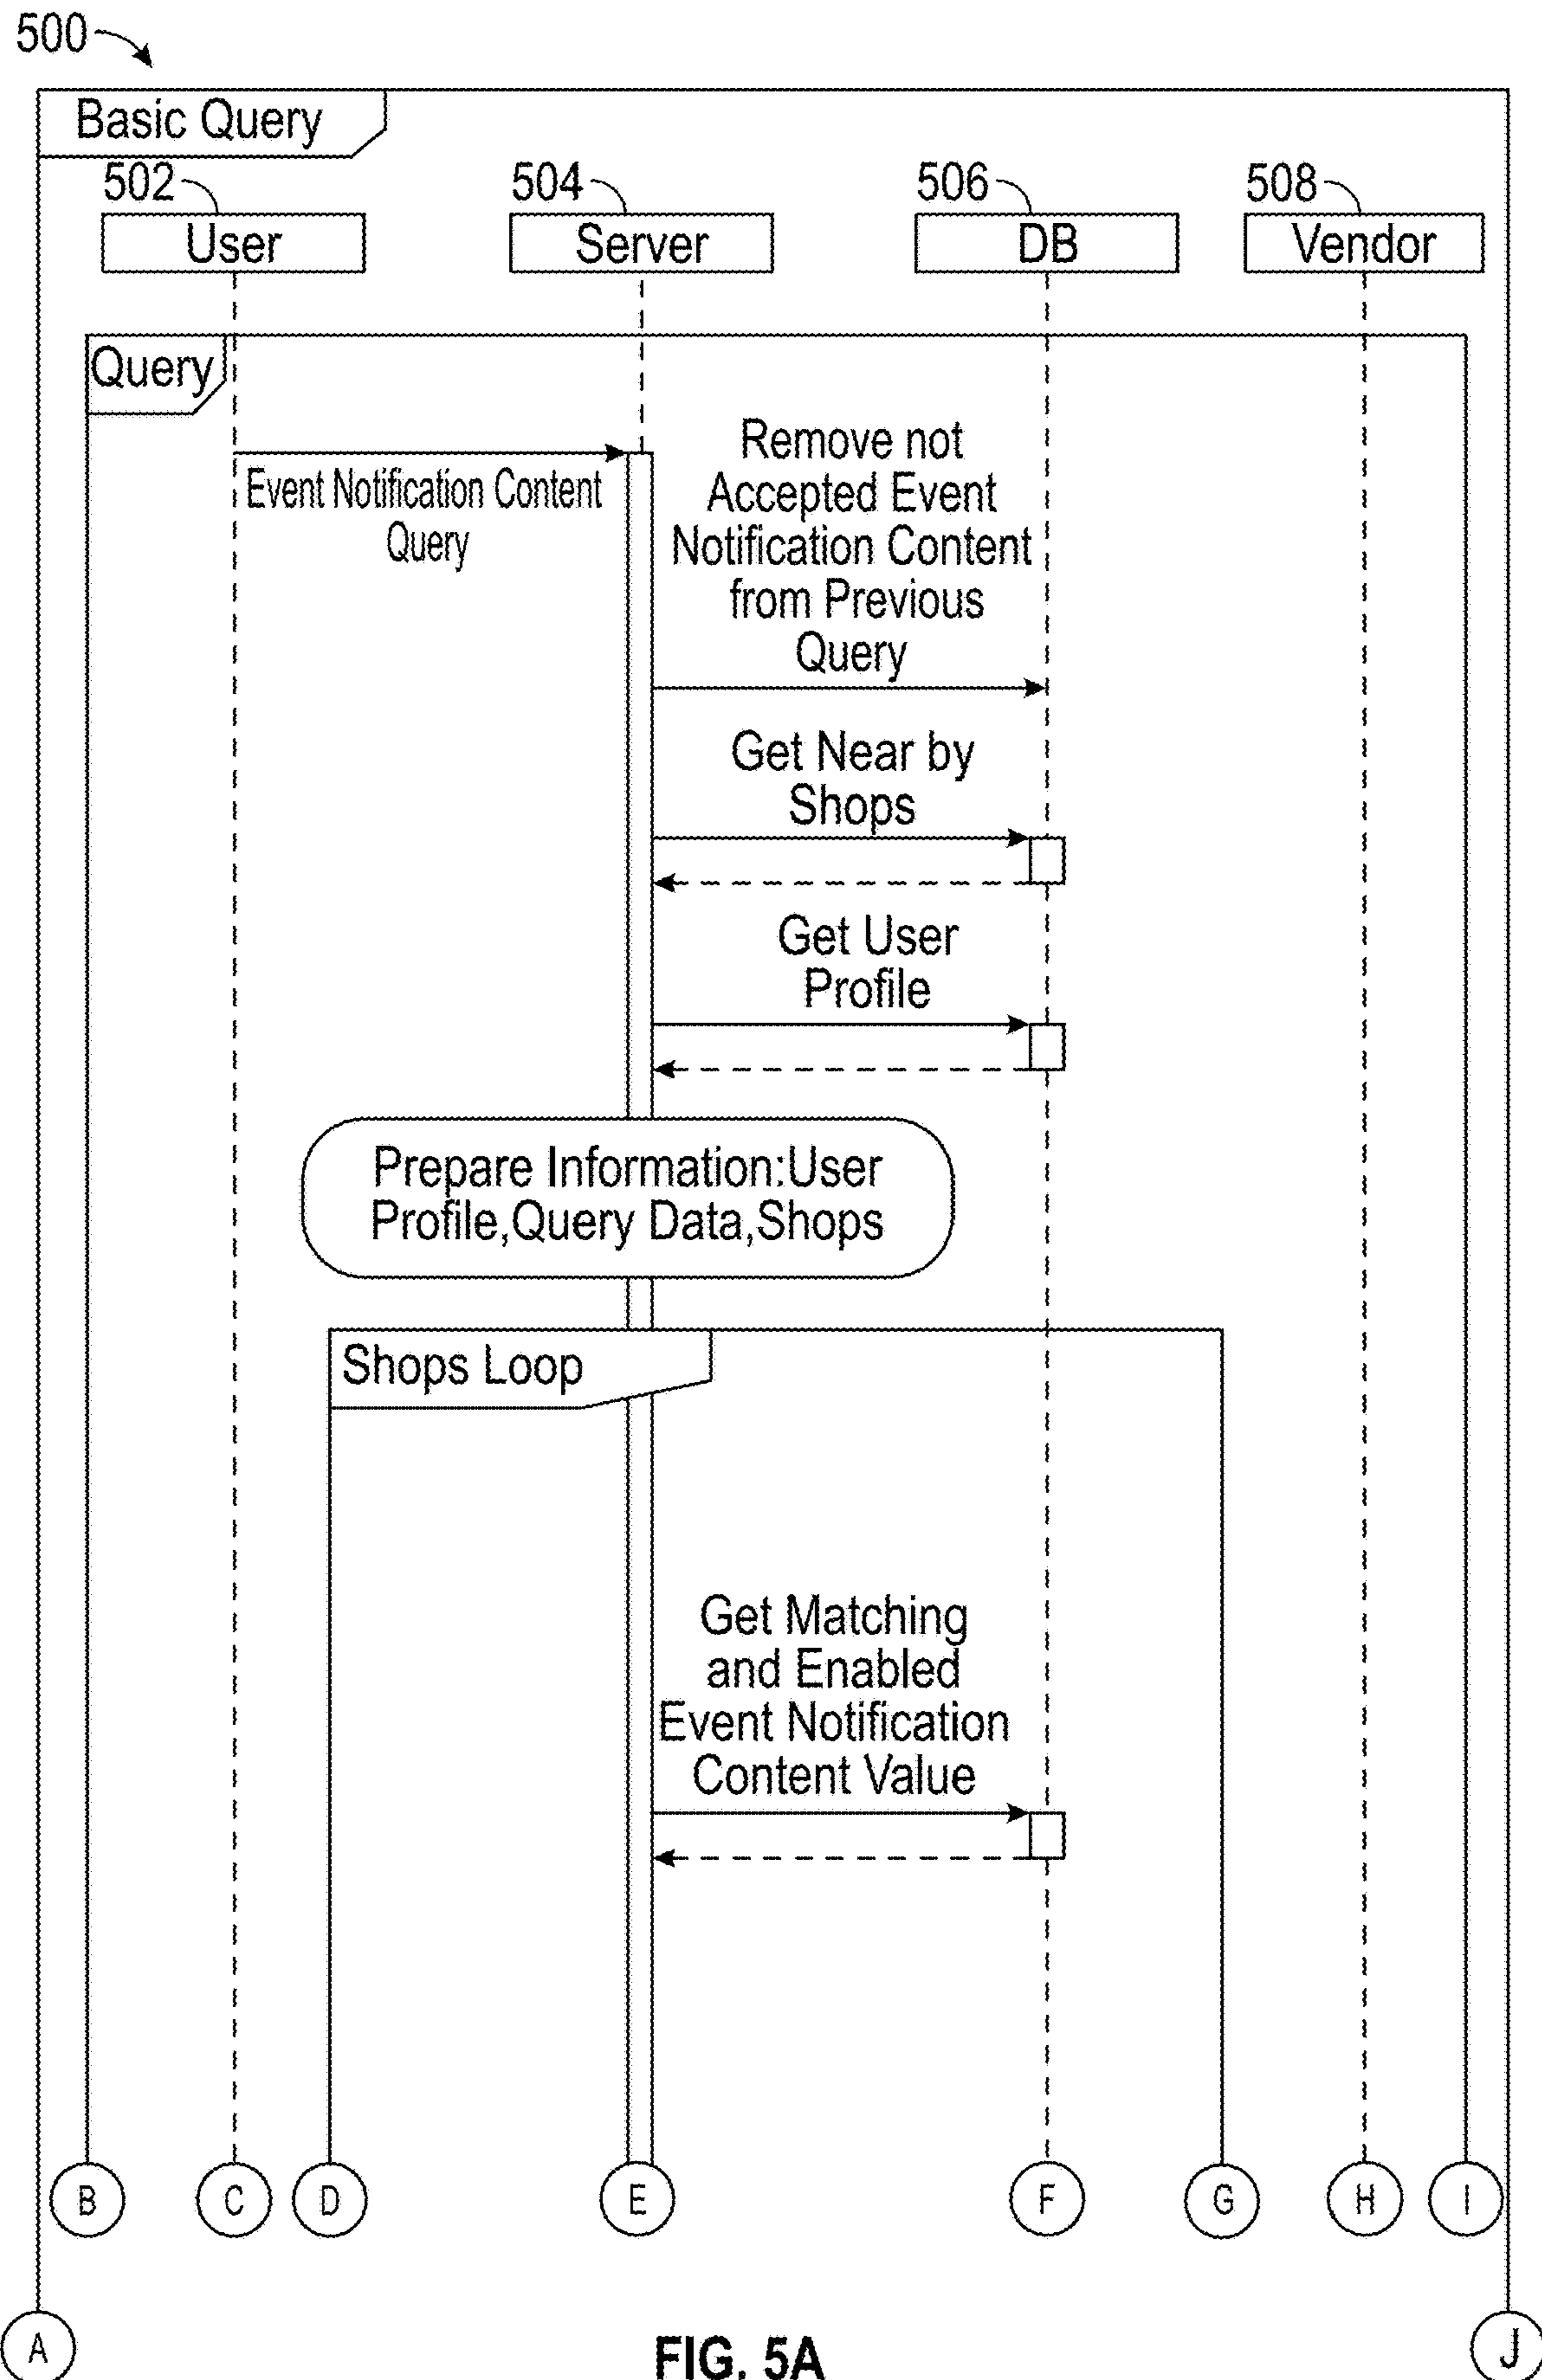 500
Basic Query
502
504
506
508
User
Server
DB
Vendor
Query
Event Notification Content
Query
Remove not
Accepted Event
Notification Content
from Previous
Query
Get Near by
Shops
Get User
Profile
Prepare Information:User
Profile,Query Data,Shops
Shops Loop
Get Matching
and Enabled
Event Notification
Content Value
B
C
D
E
F
G
H
I
A
J
FIG. 5A